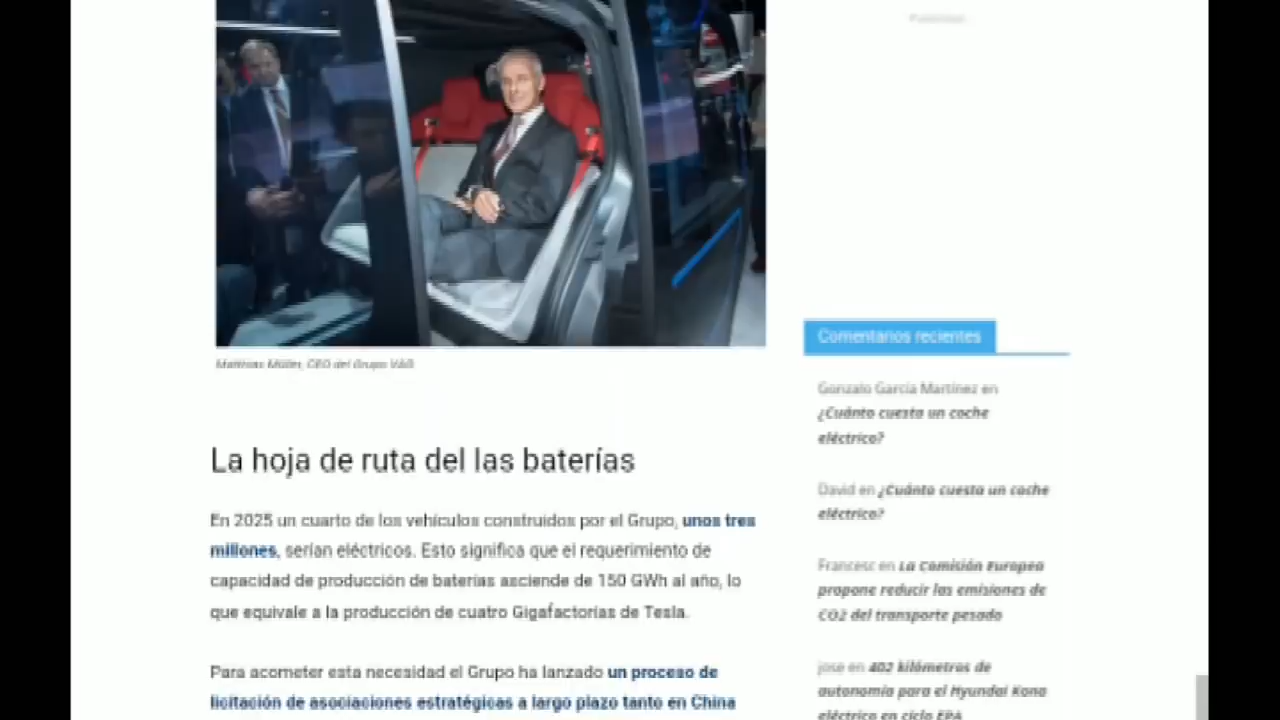 Publicidad
Matthias Müller, CEO del Grupo VAG
La hoja de ruta del las baterías
En 2025 un cuarto de los vehículos construidos por el Grupo, unos tres
millones, serían eléctricos. Esto significa que el requerimiento de
capacidad de producción de baterías asciende de 150 GWh al año, lo
que equivale a la producción de cuatro Gigafactorías de Tesla.
Para acometer esta necesidad el Grupo ha lanzado un proceso de
licitación de asociaciones estratégicas a largo plazo tanto en China
Comentarios recientes
Gonzalo García Martínez en
¿Cuánto cuesta un coche
eléctrico?
David en ¿Cuánto cuesta un coche
eléctrico?
Francesc en La Comisión Europea
propone reducir las emisiones de
CO2 del transporte pesado
jose en 402 kilómetros de
autonomía para el Hyundai Kona
eléctrico en ciclo EPA